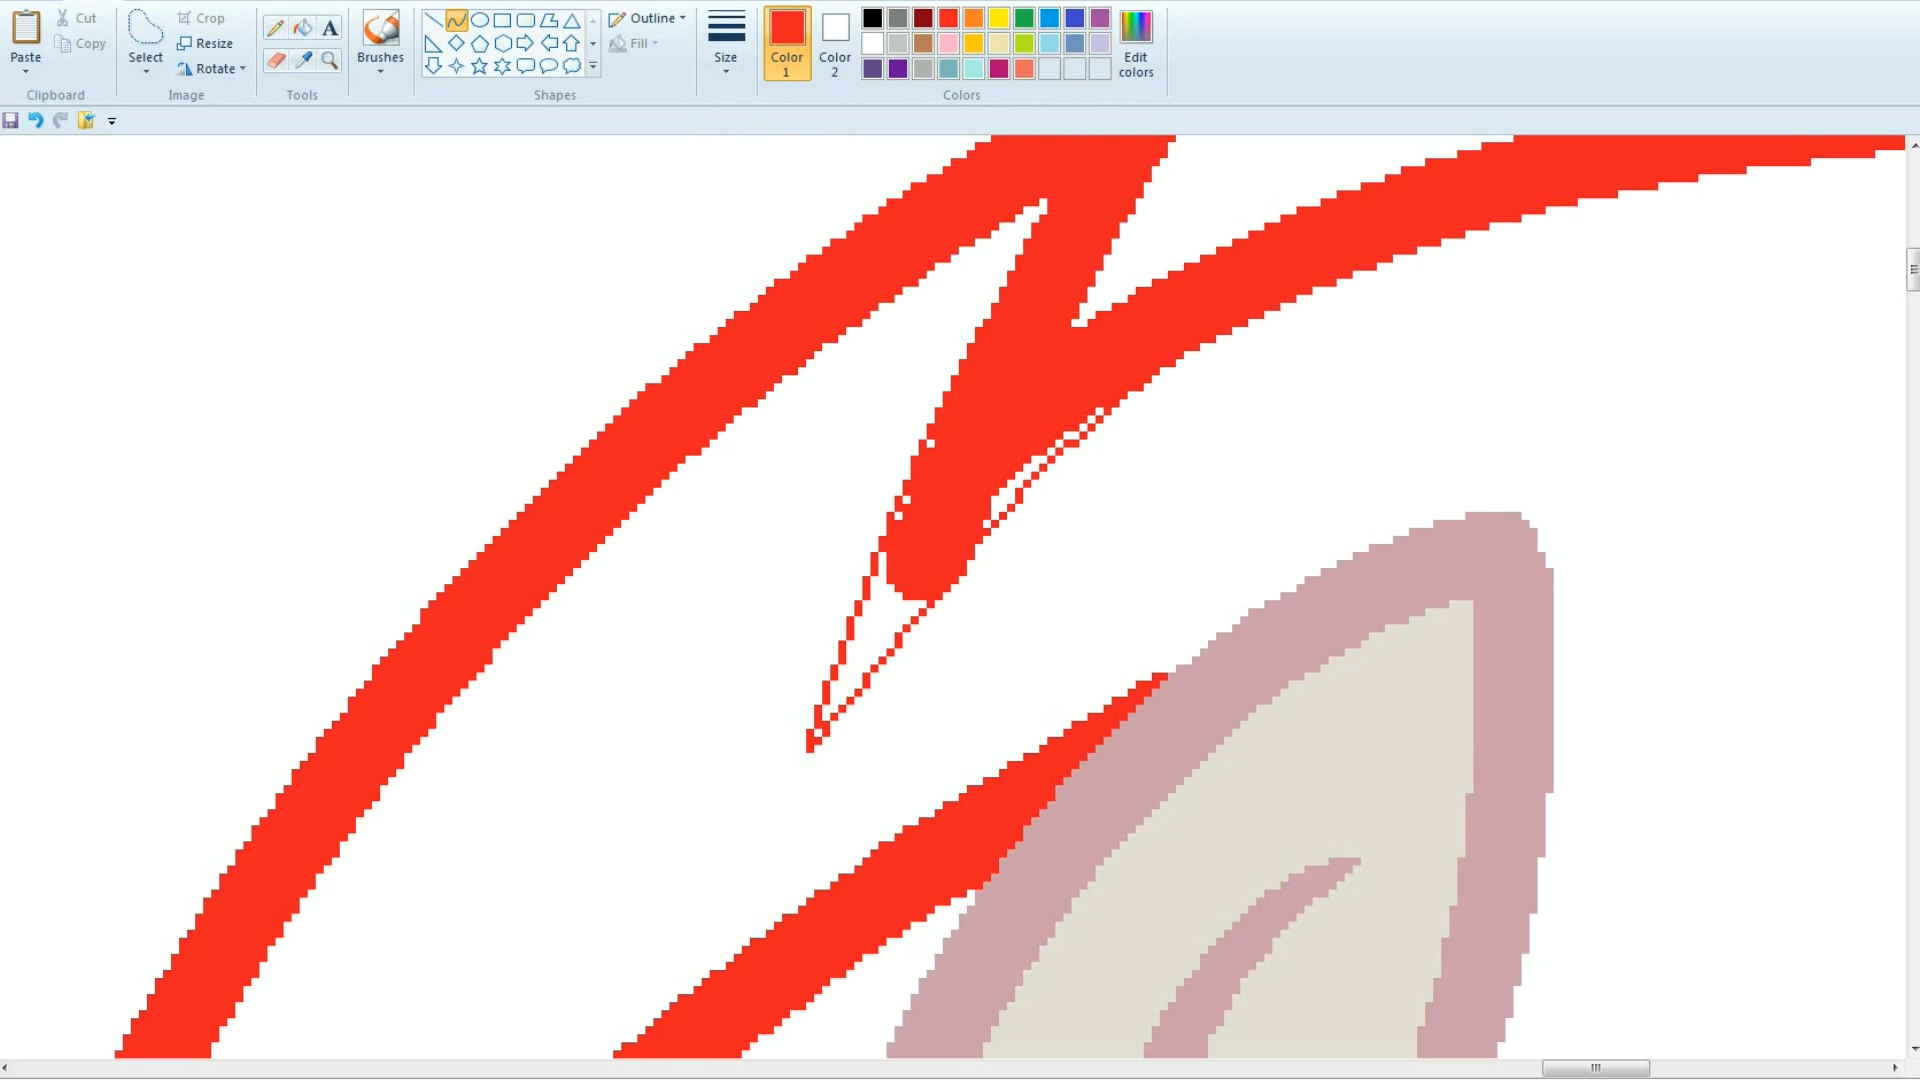 Paste
Cut
Copy
Clipboard
Select
Crop
Resize
Rotate
Image
A
Tools
Brushes
Shapes
Outline
Fill
Size
Color 1
Color 2
Edit colors
Colors